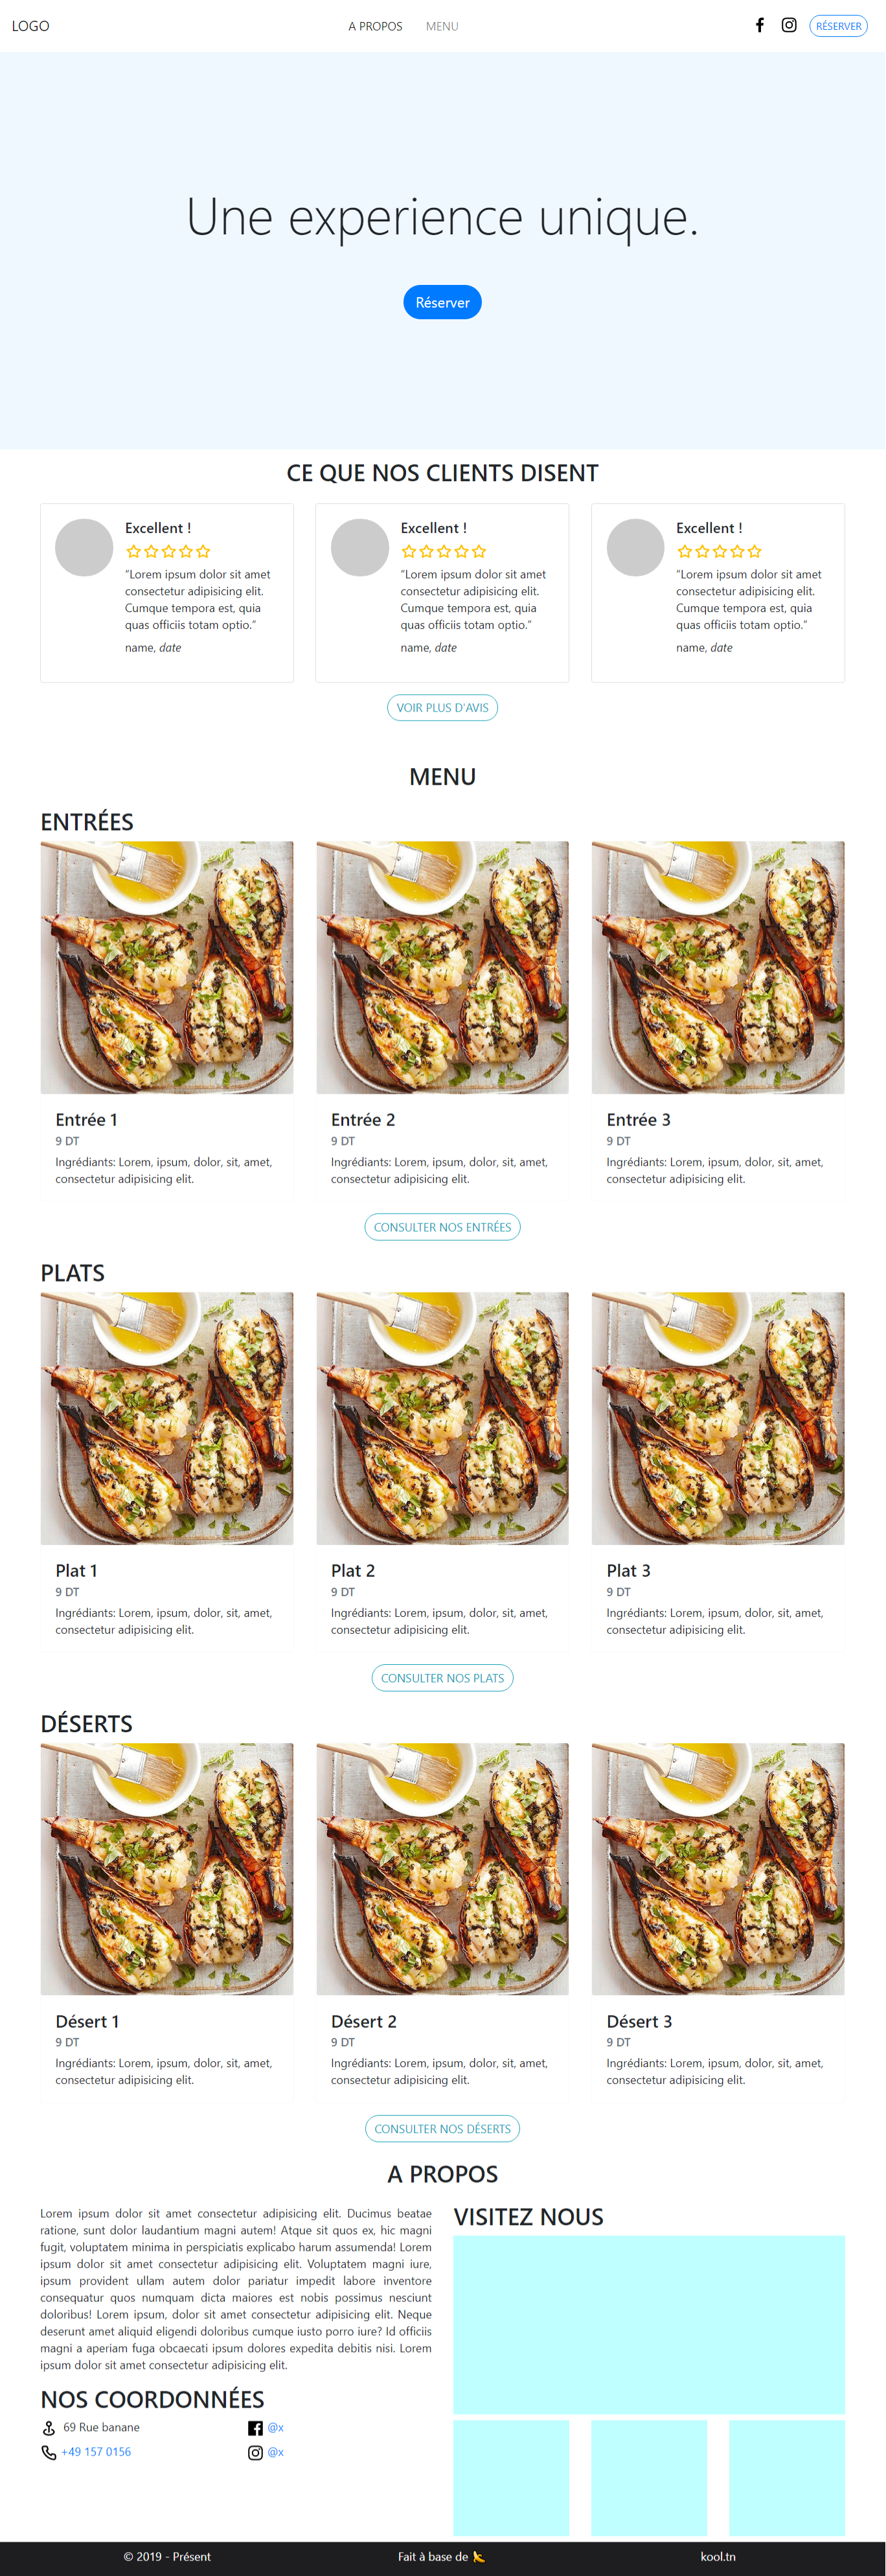 LOGO
A PROPOS
MENU
RÉSERVER
Une experience unique.
Réserver
CE QUE NOS CLIENTS DISENT
Excellent !
"Lorem ipsum dolor sit amet
consectetur adipisicing elit.
Cumque tempora est, quia
quas officiis totam optio."
name, date
Excellent !
"Lorem ipsum dolor sit amet
consectetur adipisicing elit.
Cumque tempora est, quia
quas officiis totam optio."
name, date
Excellent !
"Lorem ipsum dolor sit amet
consectetur adipisicing elit.
Cumque tempora est, quia
quas officiis totam optio."
name, date
VOIR PLUS D'AVIS
MENU
ENTRÉES
Entrée 1
9 DT
Ingrédiants: Lorem, ipsum, dolor, sit, amet,
consectetur adipisicing elit.
Entrée 2
9 DT
Ingrédiants: Lorem, ipsum, dolor, sit, amet,
consectetur adipisicing elit.
Entrée 3
9 DT
Ingrédiants: Lorem, ipsum, dolor, sit, amet,
consectetur adipisicing elit.
CONSULTER NOS ENTRÉES
PLATS
Plat 1
9 DT
Ingrédiants: Lorem, ipsum, dolor, sit, amet,
consectetur adipisicing elit.
Plat 2
9 DT
Ingrédiants: Lorem, ipsum, dolor, sit, amet,
consectetur adipisicing elit.
Plat 3
9 DT
Ingrédiants: Lorem, ipsum, dolor, sit, amet,
consectetur adipisicing elit.
CONSULTER NOS PLATS
DÉSERTS
Désert 1
9 DT
Ingrédiants: Lorem, ipsum, dolor, sit, amet,
consectetur adipisicing elit.
Désert 2
9 DT
Ingrédiants: Lorem, ipsum, dolor, sit, amet,
consectetur adipisicing elit.
Désert 3
9 DT
Ingrédiants: Lorem, ipsum, dolor, sit, amet,
consectetur adipisicing elit.
CONSULTER NOS DÉSERTS
A PROPOS
Lorem ipsum dolor sit amet consectetur adipisicing elit. Ducimus beatae
ratione, sunt dolor laudantium magni autem! Atque sit quos ex, hic magni
fugit, voluptatem minima in perspiciatis explicabo harum assumenda! Lorem
ipsum dolor sit amet consectetur adipisicing elit. Voluptatem magni iure,
ipsum provident ullam autem dolor pariatur impedit labore inventore
consequatur quos numquam dicta maiores est nobis possimus nesciunt
doloribus! Lorem ipsum, dolor sit amet consectetur adipisicing elit. Neque
deserunt amet aliquid eligendi doloribus cumque iusto porro iure? Id officiis
magni a aperiam fuga obcaecati ipsum dolores expedita debitis nisi. Lorem
ipsum dolor sit amet consectetur adipisicing elit.
NOS COORDONNÉES
69 Rue banane
@x
+49 157 0156
@x
VISITEZ NOUS
© 2019 - Présent
Fait à base de 🍌
kool.tn